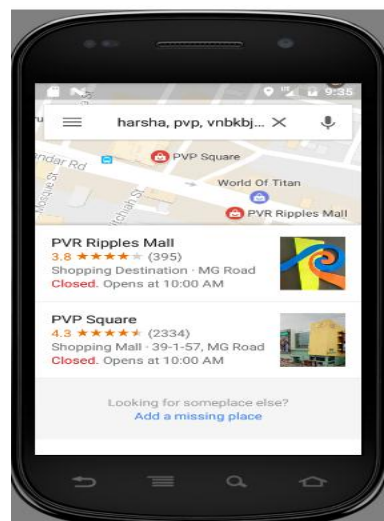 9:35
harsha, pvp, vnbkbj...
PVP Square
World Of Titan
PVR Ripples Mall
PVR Ripples Mall
3.8 ★★★★★ (395)
Shopping Destination · MG Road
Closed. Opens at 10:00 AM
PVP Square
4.3 ★★★★★ (2334)
Shopping Mall · 39-1-57, MG Road
Closed. Opens at 10:00 AM
Looking for someplace else?
Add a missing place